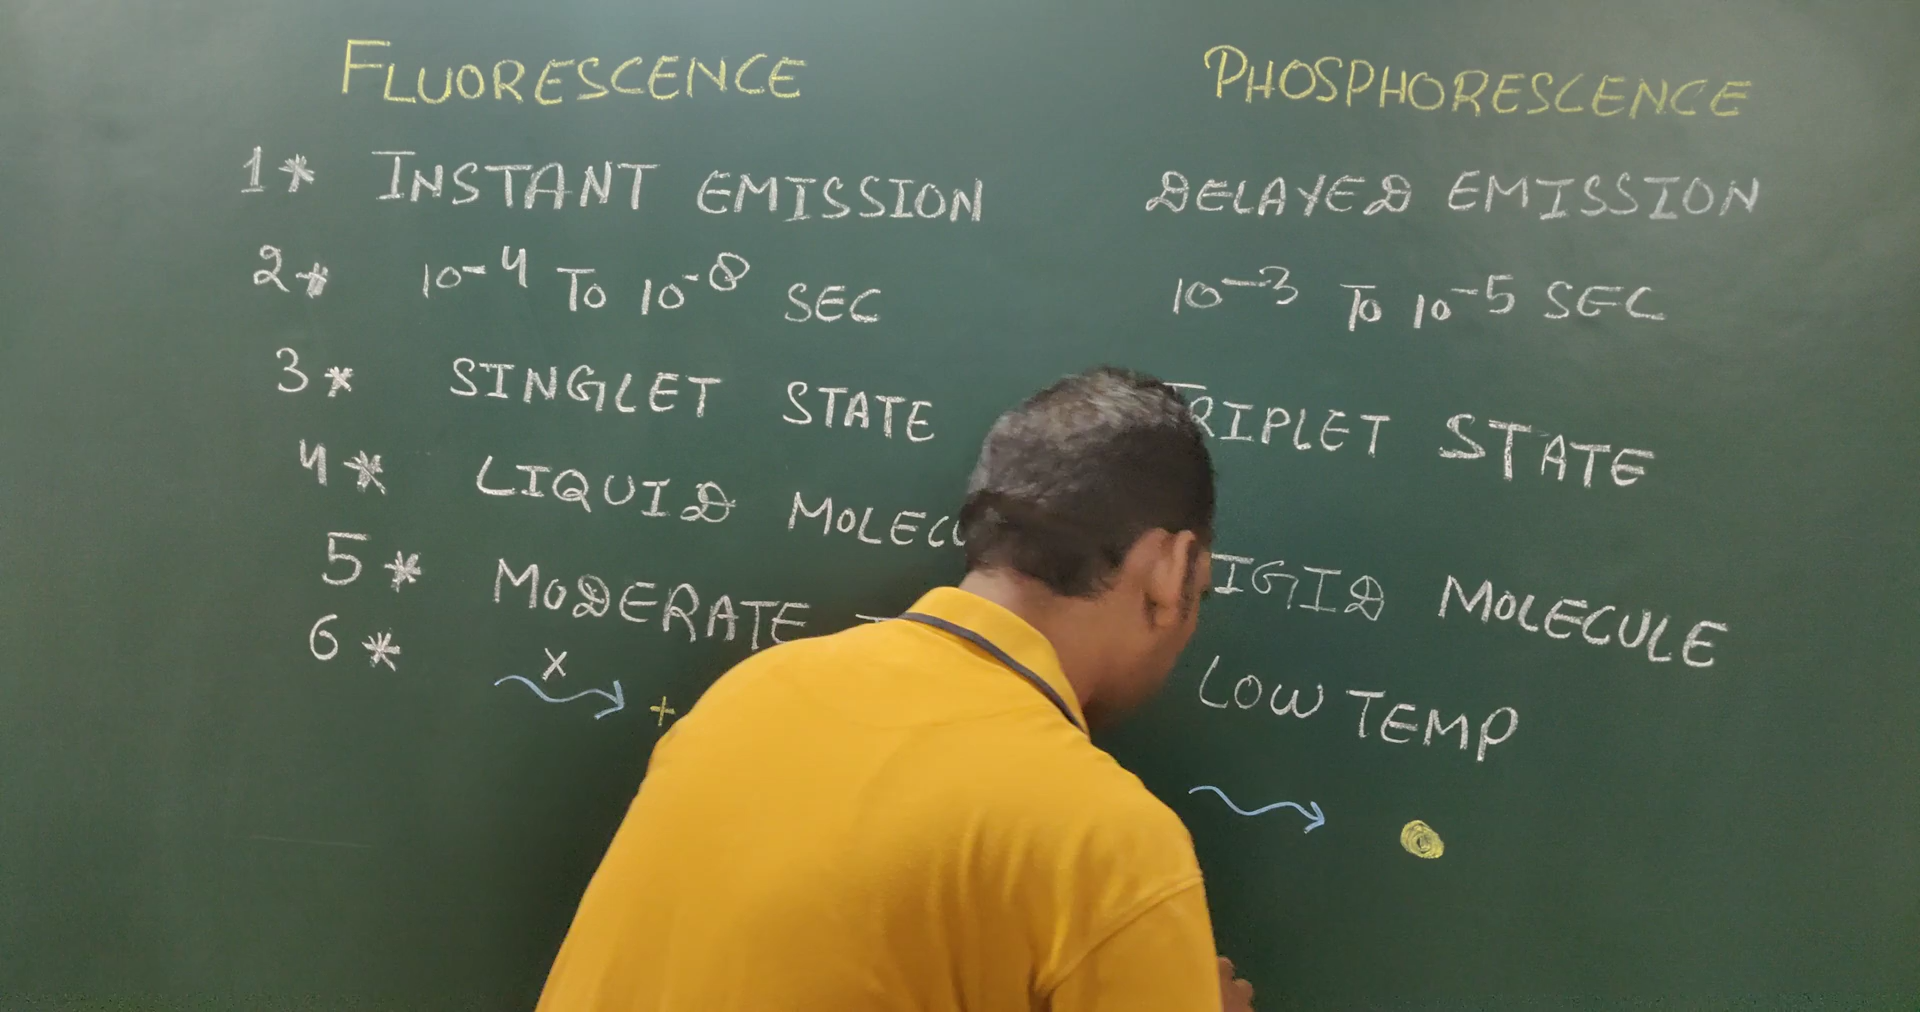 FLUORESCENCE PHOSPHORESCENCE
1* INSTANT EMISSION DELAYED EMISSION
2* 10⁻⁴ TO 10⁻⁸ SEC 10⁻³ TO 10⁻⁵ SEC
3* SINGLET STATE TRIPLET STATE
4* LIQUID IGID MOLECULE
5* MODERATE LOW TEMP
6* X +